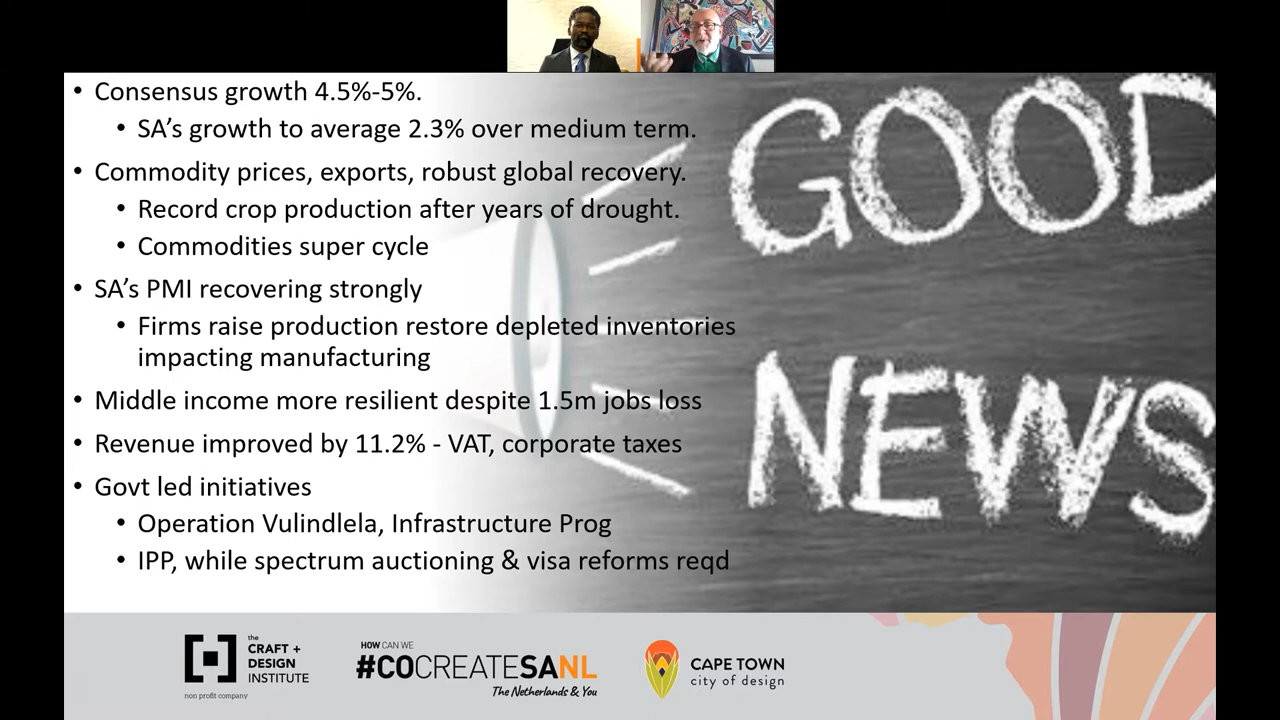 • Consensus growth 4.5%-5%.
• SA's growth to average 2.3% over medium term.
• Commodity prices, exports, robust global recovery.
• Record crop production after years of drought.
• Commodities super cycle
• SA's PMI recovering strongly
• Firms raise production restore depleted inventories
impacting manufacturing
• Middle income more resilient despite 1.5m jobs loss
• Revenue improved by 11.2% - VAT, corporate taxes
• Govt led initiatives
• Operation Vulindlela, Infrastructure Prog
• IPP, while spectrum auctioning & visa reforms reqd
GOOD
NEWS
the
CRAFT +
DESIGN
INSTITUTE
non profit company
HOW CAN WE
#COCREATESANL
The Netherlands & You
CAPE TOWN
city of design